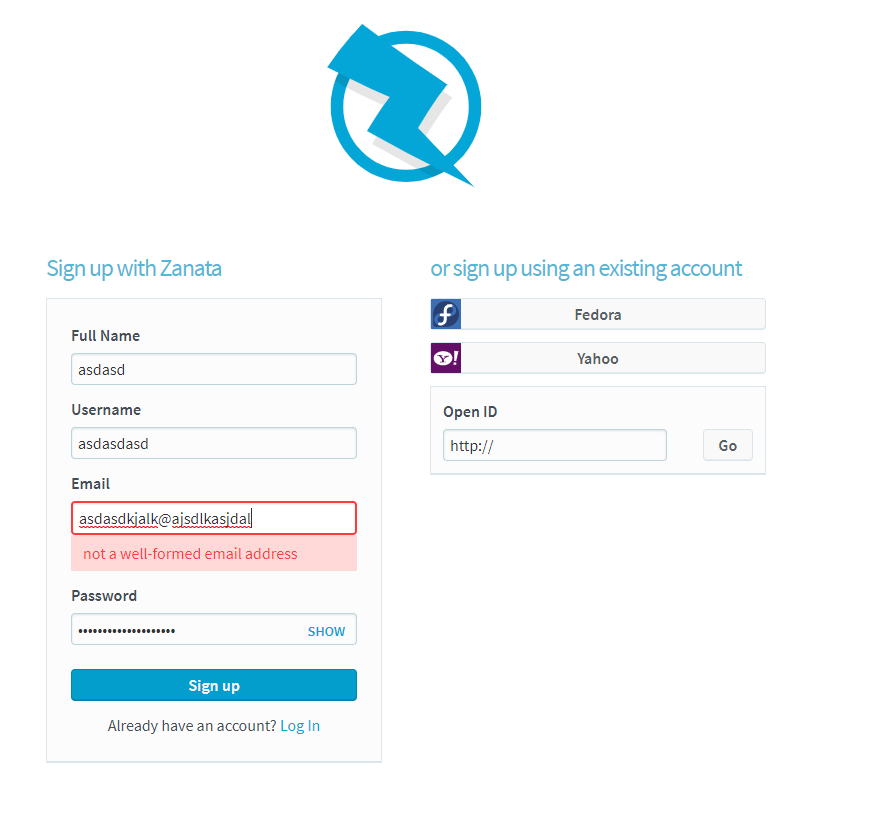 Sign up with Zanata
Full Name
asdasd
Username
asdasdasd
Email
asdasdkjalk@ajsdlkasjdal
not a well-formed email address
Password
••••••••••••••••••••
SHOW
Sign up
Already have an account? Log In
or sign up using an existing account
Fedora
Yahoo
Open ID
http://
Go